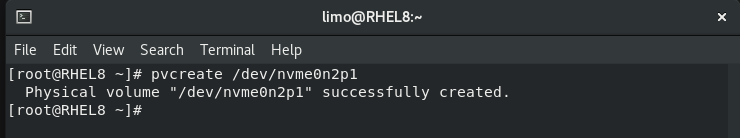 limo@RHEL8:~
File Edit View Search Terminal Help
[root@RHEL8 ~]# pvcreate /dev/nvme0n2p1
  Physical volume "/dev/nvme0n2p1" successfully created.
[root@RHEL8 ~]#